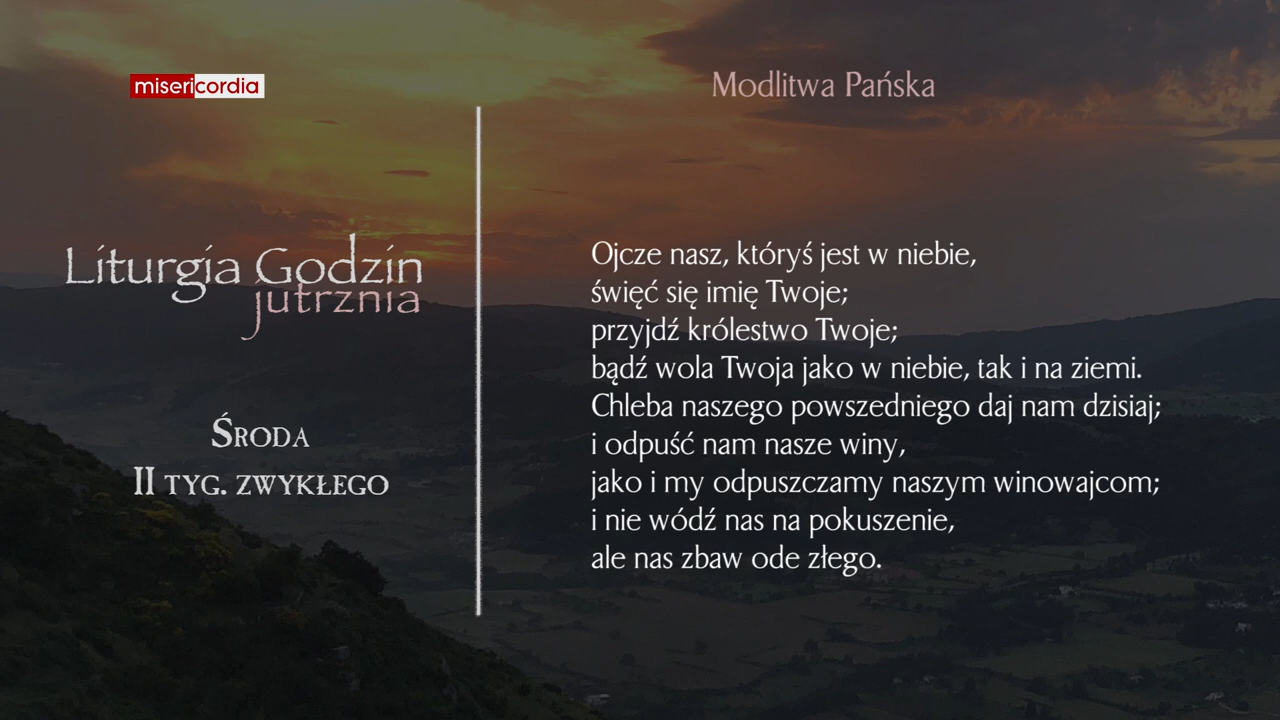 misericordia
Liturgia Godzin
jutrznia
Środa
II tyg. zwykłego
Modlitwa Pańska
Ojcze nasz, któryś jest w niebie,
święć się imię Twoje;
przyjdź królestwo Twoje;
bądź wola Twoja jako w niebie, tak i na ziemi.
Chleba naszego powszedniego daj nam dzisiaj;
i odpuść nam nasze winy,
jako i my odpuszczamy naszym winowajcom;
i nie wódź nas na pokuszenie,
ale nas zbaw ode złego.